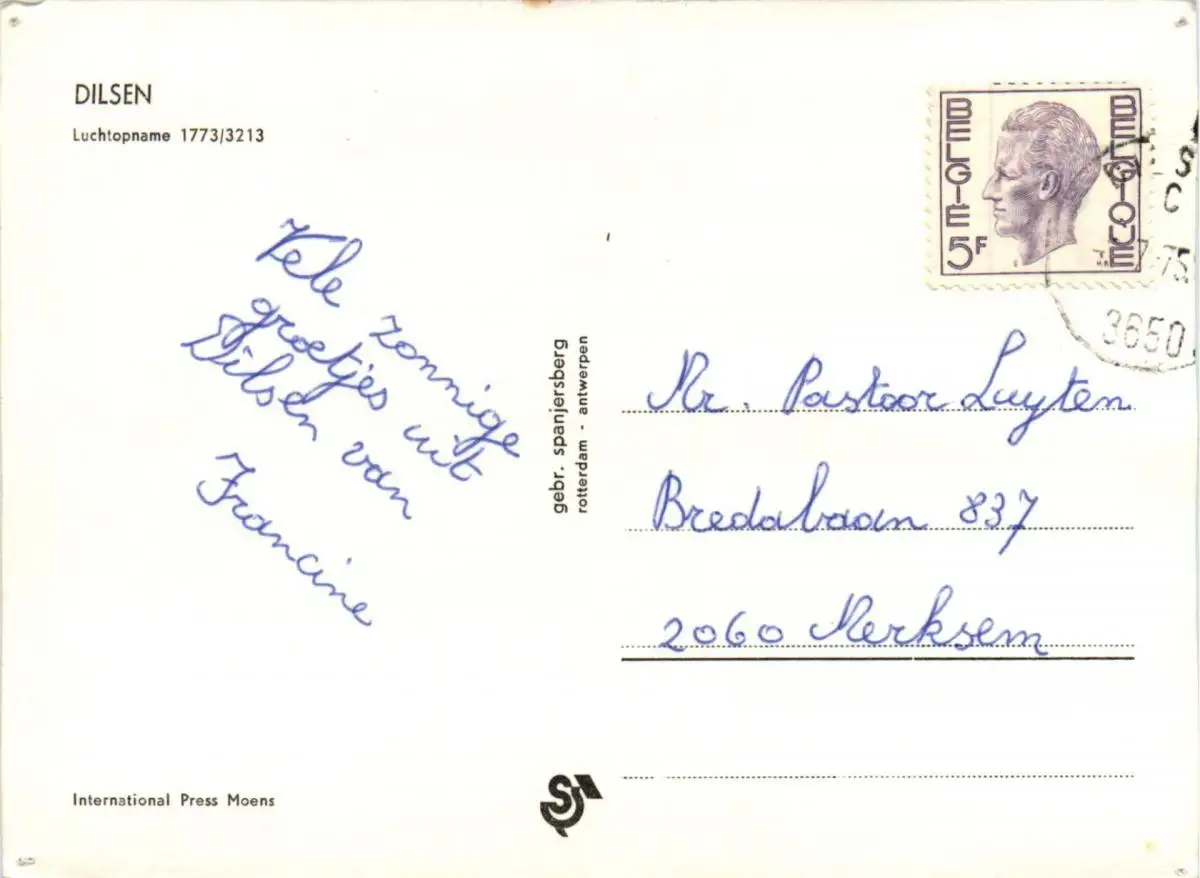 DILSEN
Luchtopname 1773/3213
Vele zonnige
groetjes uit
Dilsen van
Francine
International Press Moens
gebr. spanjersberg
rotterdam - antwerpen
BELGIE 5F
BELGIQUE
75
3650
Mr. Pastoor Luyten
Bredabaan 837
2060 Merksem